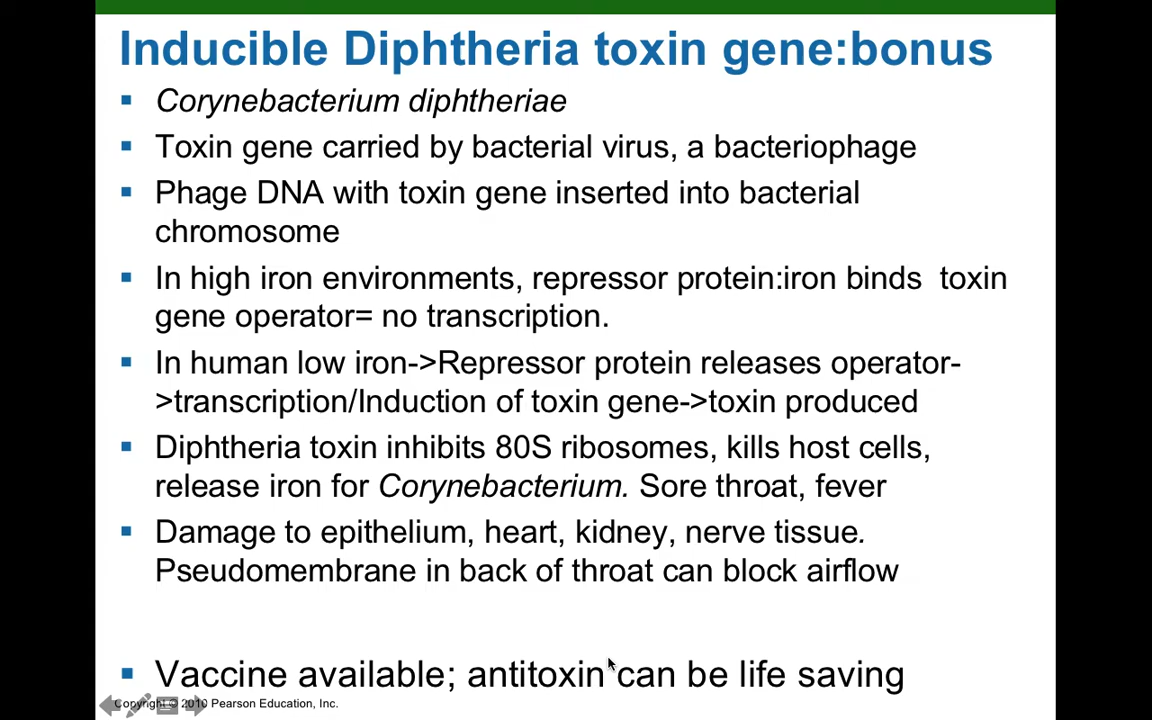 Inducible Diphtheria toxin gene:bonus
Corynebacterium diphtheriae
Toxin gene carried by bacterial virus, a bacteriophage
Phage DNA with toxin gene inserted into bacterial
chromosome
In high iron environments, repressor protein:iron binds  toxin
gene operator= no transcription.
In human low iron->Repressor protein releases operator-
>transcription/Induction of toxin gene->toxin produced
Diphtheria toxin inhibits 80S ribosomes, kills host cells,
release iron for Corynebacterium. Sore throat, fever
Damage to epithelium, heart, kidney, nerve tissue.
Pseudomembrane in back of throat can block airflow
Vaccine available; antitoxin can be life saving
Copyright © 2010 Pearson Education, Inc.